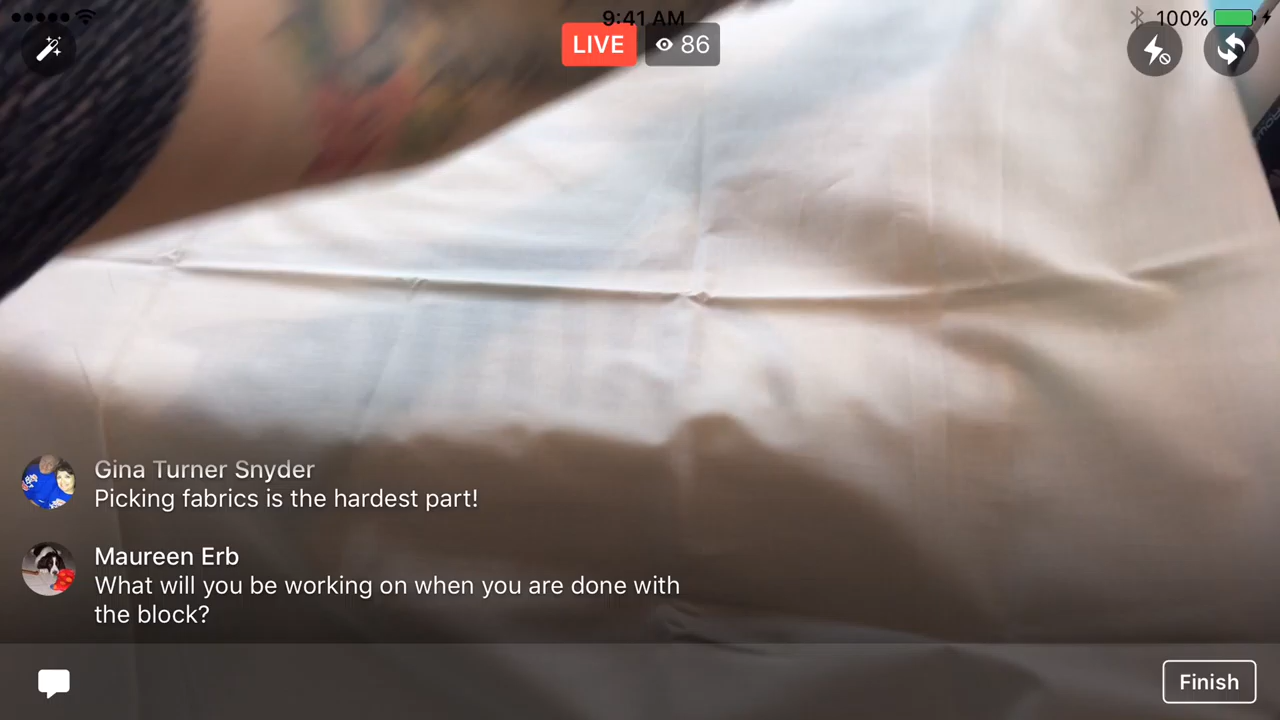 9:41 AM
100%
LIVE
86
Gina Turner Snyder
Picking fabrics is the hardest part!
Maureen Erb
What will you be working on when you are done with
the block?
Finish